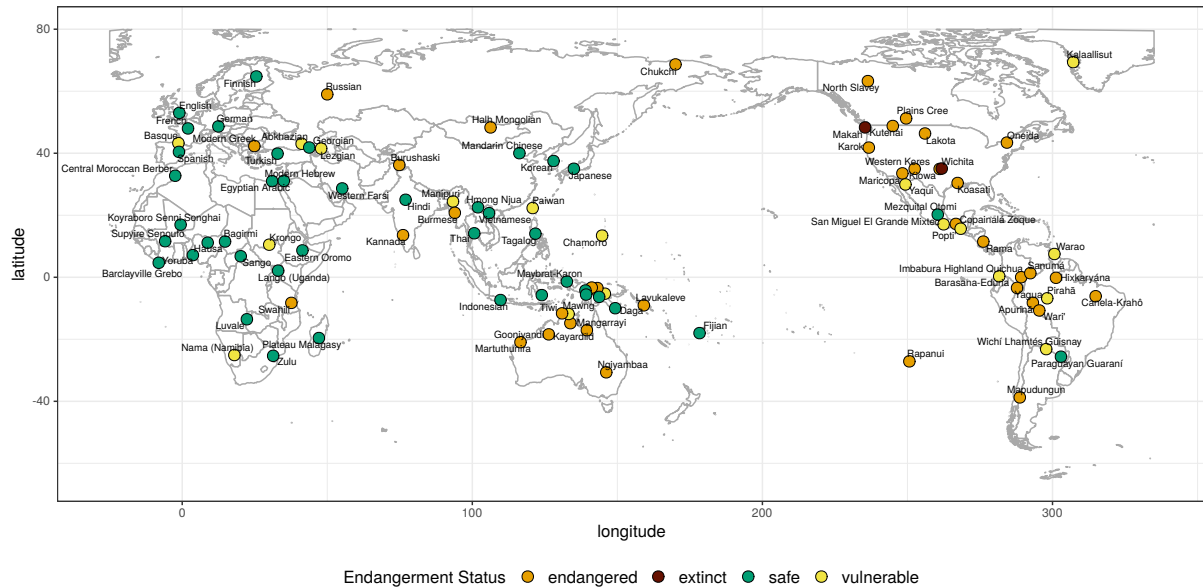 80
40
0
-40
latitude
0
100
200
300
longitude
Finnish
Russian
Chukchi
North Slavey
Kalaallisut
English
French
German
Basque
Modern Greek
Abkhazian
Georgian
Spanish
Turkish
Lezgian
Halh Mongolian
Mandarin Chinese
Burushaski
Korean
Japanese
Makah
Kutenai
Plains Cree
Karok
Lakota
Oneida
Central Moroccan Berber
Modern Hebrew
Egyptian Arabic
Western Farsi
Hindi
Manipuri
Hmong Njua
Paiwan
Burmese
Vietnamese
Western Keres
Wichita
Kiowa
Maricopa
Yaqui
Koasati
Mezquital Otomi
Koyraboro Senni Songhai
Supyire Senoufo
Hausa
Bagirmi
Krongo
Kannada
Thai
Tagalog
Chamorro
San Miguel El Grande Mixtec
Copainalá Zoque
Popti
Rama
Yoruba
Sango
Eastern Oromo
Barclayville Grebo
Lango (Uganda)
Maybrat-Karon
Warao
Imbabura Highland Quichua
Sanuma
Barasana-Eduria
Hixkaryána
Swahili
Indonesian
Tiwi
Mawng
Daga
Lavukaleve
Yagua
Pirahã
Apurinã
Wari'
Canela-Krahô
Luvale
Plateau Malagasy
Gooniyandi
Mangarrayi
Kayardild
Fijian
Martuthunira
Nama (Namibia)
Zulu
Ngiyambaa
Rapanui
Wichí Lhamtés Güisnay
Paraguayan Guaraní
Mapudungun
Endangerment Status
endangered
extinct
safe
vulnerable